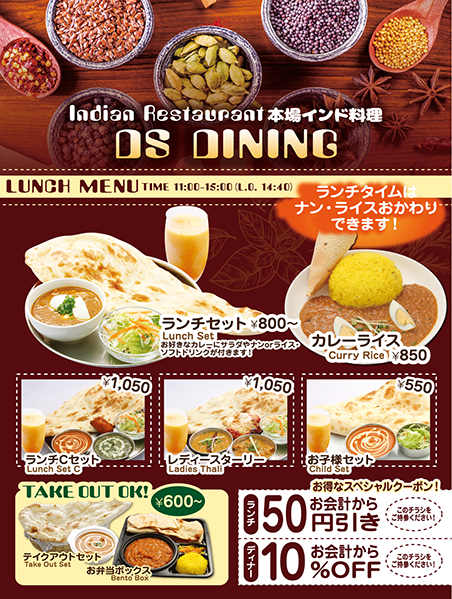 Indian Restaurant 本場インド料理
DS DINING
LUNCH MENU TIME 11:00-15:00 (L.O. 14:40)
ランチタイムは
ナン・ライスおかわり
できます!
ランチセット ¥800～
Lunch Set
お好きなカレーにサラダやナンorライス・
ソフトドリンクが付きます!
カレーライス
Curry Rice ¥850
¥1,050
ランチCセット
Lunch Set C
¥1,050
レディースターリー
Ladies Thali
¥550
お子様セット
Child Set
TAKE OUT OK!
¥600～
テイクアウトセット
Take Out Set
お弁当ボックス
Bento Box
お得なスペシャルクーポン!
ランチ
お会計から
50円引き
このチラシを
ご持参ください!
ディナー
お会計から
10%OFF
このチラシを
ご持参ください!